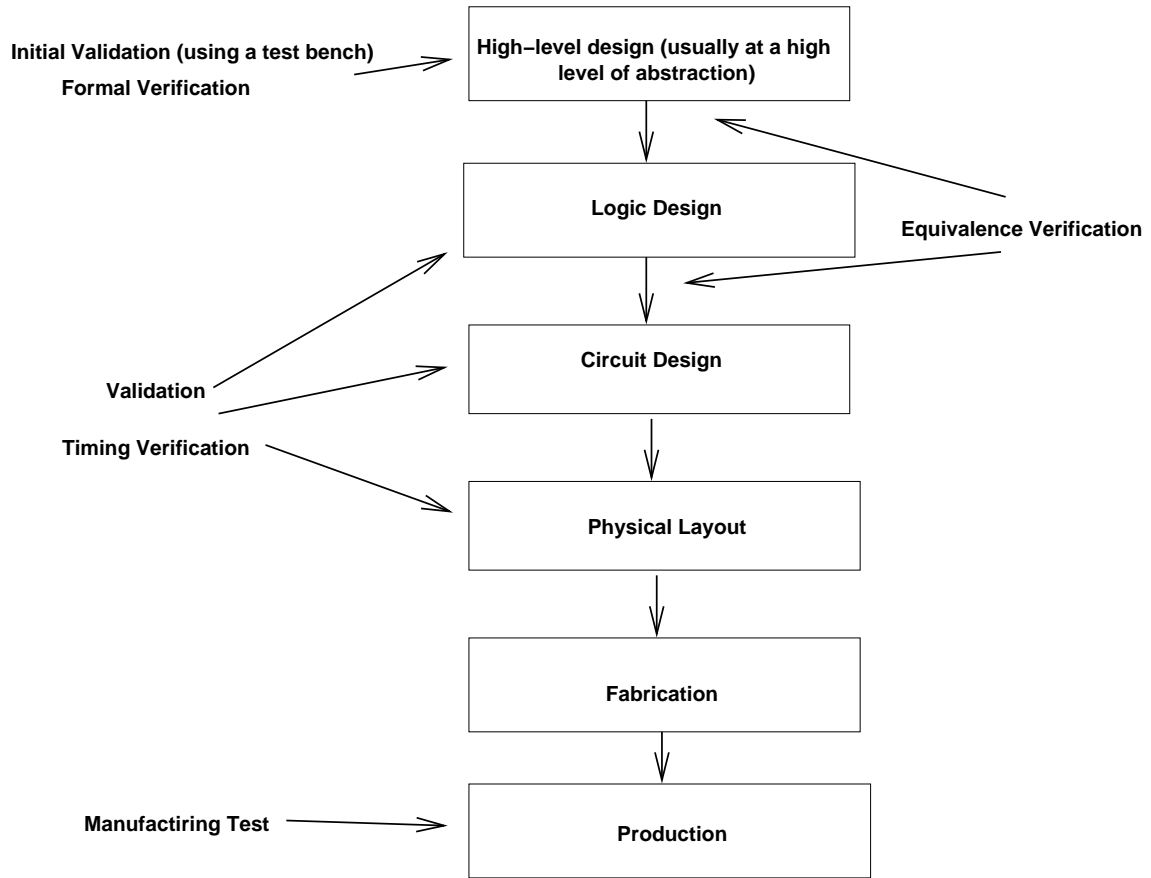 Initial Validation (using a test bench)
Formal Verification
High−level design (usually at a high
level of abstraction)
Logic Design
Equivalence Verification
Circuit Design
Validation
Timing Verification
Physical Layout
Fabrication
Manufactiring Test
Production